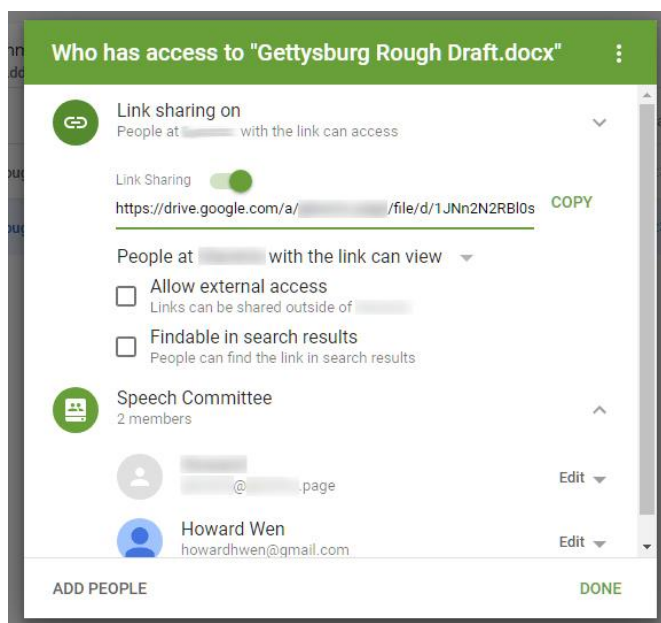 Who has access to "Gettysburg Rough Draft.docx"
Link sharing on
People at with the link can access
Link Sharing
https://drive.google.com/a/ /file/d/1JNn2N2RBl0s
COPY
People at with the link can view
Allow external access
Links can be shared outside of
Findable in search results
People can find the link in search results
Speech Committee
2 members
@ .page
Edit
Howard Wen
howardhwen@gmail.com
Edit
ADD PEOPLE
DONE